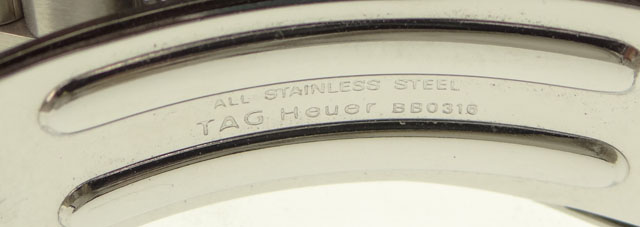 ALL STAINLESS STEEL
TAG Heuer BB0316